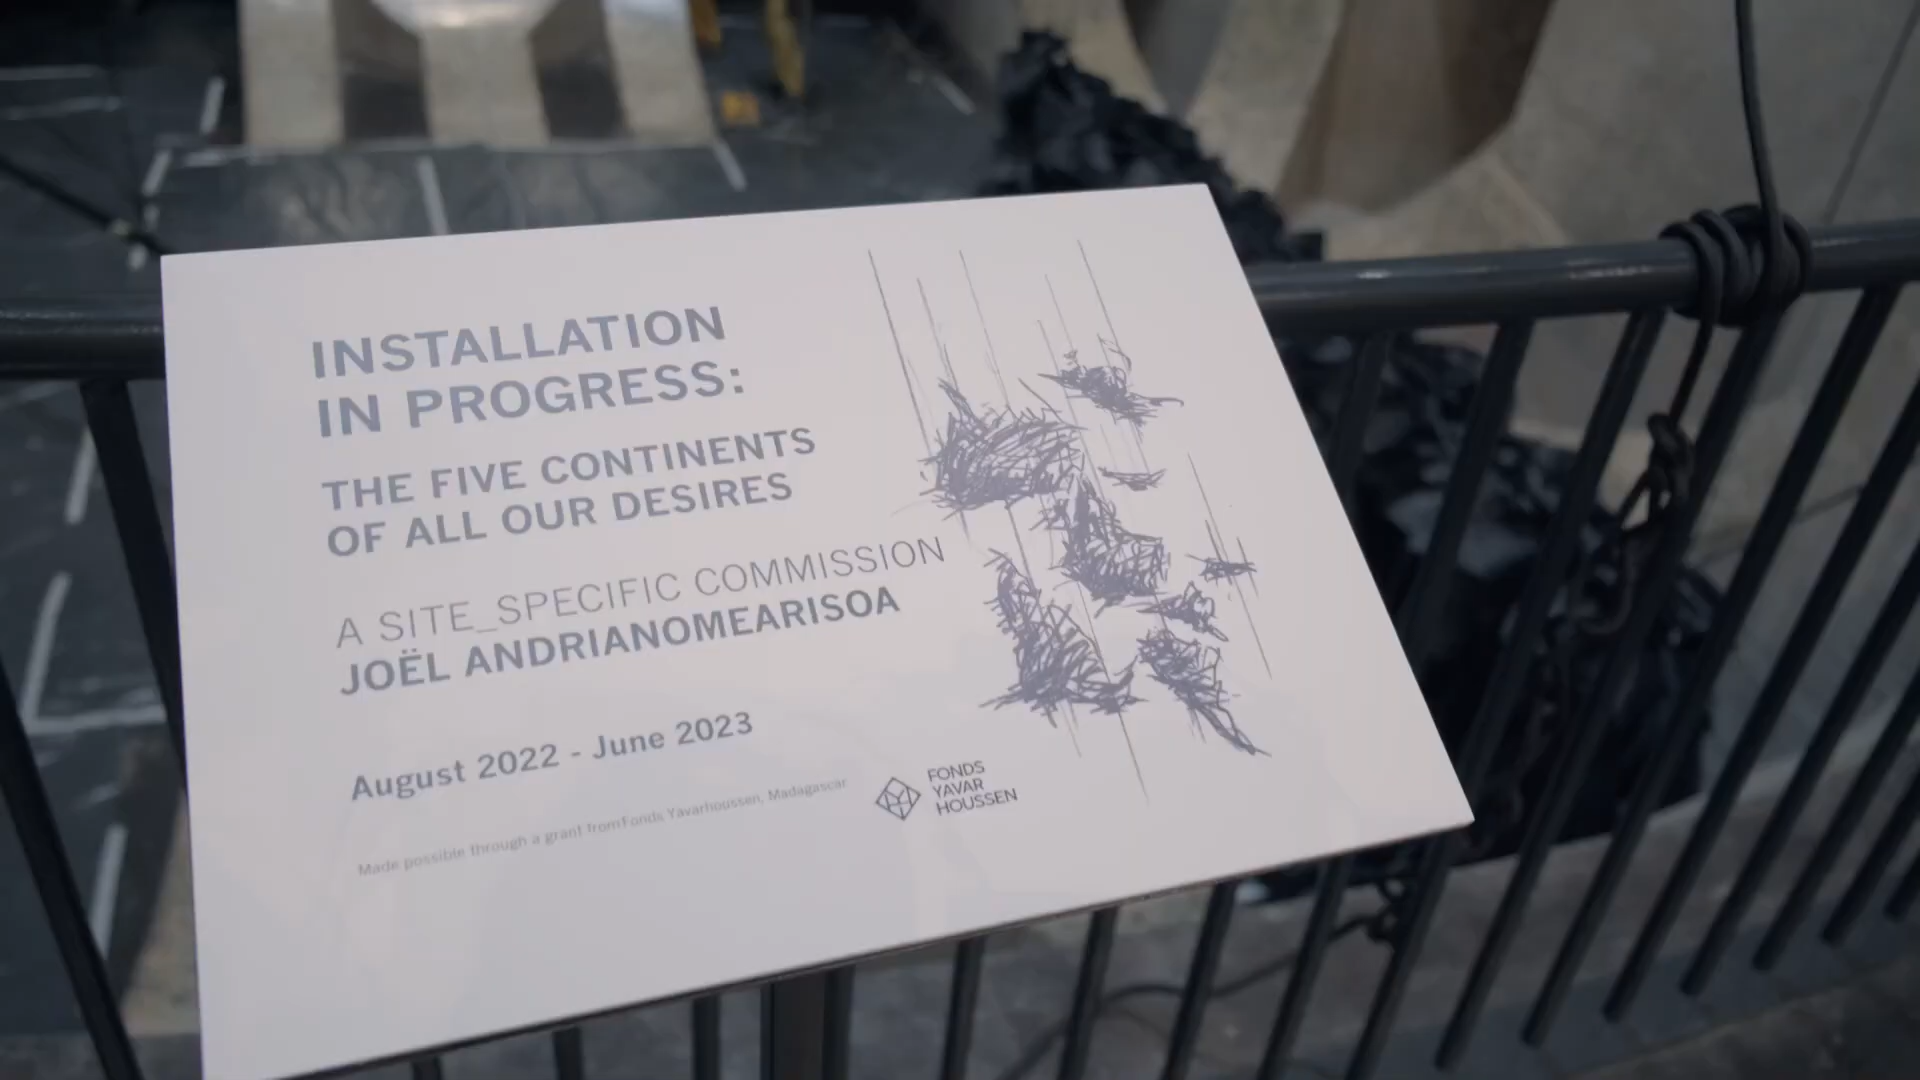 INSTALLATION
IN PROGRESS:
THE FIVE CONTINENTS
OF ALL OUR DESIRES
A SITE_SPECIFIC COMMISSION
JOËL ANDRIANOMEARISOA
August 2022 - June 2023
Made possible through a grant fromFonds Yavarhoussen, Madagascar
FONDS
YAVAR
HOUSSEN